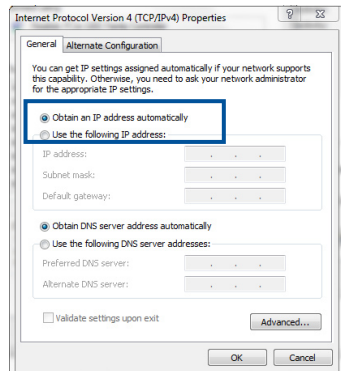 Internet Protocol Version 4 (TCP/IPv4) Properties
General
Alternate Configuration
You can get IP settings assigned automatically if your network supports
this capability. Otherwise, you need to ask your network administrator
for the appropriate IP settings.
Obtain an IP address automatically
Use the following IP address:
IP address:
Subnet mask:
Default gateway:
Obtain DNS server address automatically
Use the following DNS server addresses:
Preferred DNS server:
Alternate DNS server:
Validate settings upon exit
Advanced...
OK
Cancel